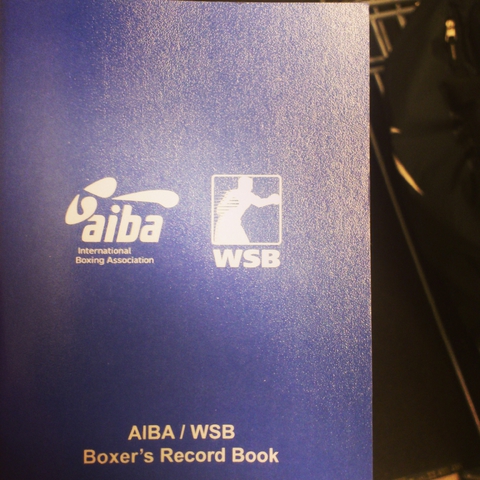 aiba
International
Boxing Association
WSB
AIBA / WSB
Boxer's Record Book